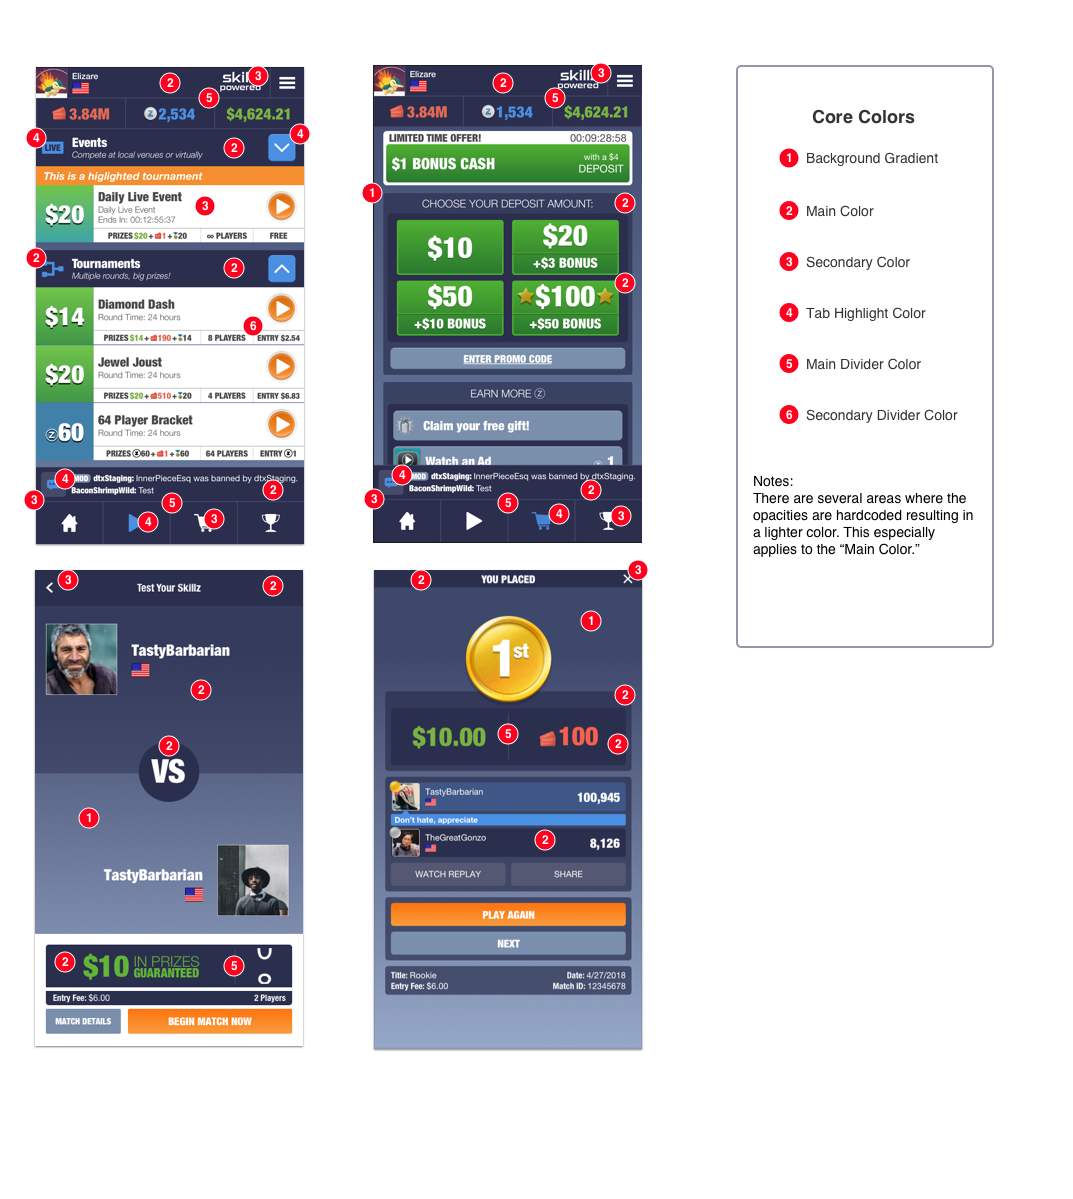 Elizare
2
skillz
3
powered
5
3.84M
2,534
$4,624.21
4
LIVE
Events
Compete at local venues or virtually
2
4
This is a higlighted tournament
$20
Daily Live Event
Daily Live Event
Ends In: 00:12:55:37
3
PRIZES $20+1+20
∞ PLAYERS
FREE
2
Tournaments
Multiple rounds, big prizes!
2
$14
Diamond Dash
Round Time: 24 hours
6
PRIZES $14+190+14
8 PLAYERS
ENTRY $2.54
$20
Jewel Joust
Round Time: 24 hours
PRIZES $20+510+20
4 PLAYERS
ENTRY $6.83
Z60
64 Player Bracket
Round Time: 24 hours
PRIZES Z60+1+60
64 PLAYERS
ENTRY Z1
4
MOD dtxStaging: InnerPieceEsq was banned by dtxStaging.
BaconShrimpWild: Test
2
3
5
4
3
Elizare
2
skillz
3
powered
5
3.84M
1,534
$4,624.21
LIMITED TIME OFFER!
00:09:28:58
$1 BONUS CASH
with a $4
DEPOSIT
1
CHOOSE YOUR DEPOSIT AMOUNT:
2
$10
$20
+$3 BONUS
$50
+$10 BONUS
$100
+$50 BONUS
2
ENTER PROMO CODE
EARN MORE Z
Claim your free gift!
Watch an Ad
1
4
MOD dtxStaging: InnerPieceEsq was banned by dtxStaging.
BaconShrimpWild: Test
2
3
5
4
3
Core Colors
1 Background Gradient
2 Main Color
3 Secondary Color
4 Tab Highlight Color
5 Main Divider Color
6 Secondary Divider Color
Notes:
There are several areas where the
opacities are hardcoded resulting in
a lighter color. This especially
applies to the “Main Color.”
3
Test Your Skillz
2
TastyBarbarian
2
2
VS
1
TastyBarbarian
2
$10
IN PRIZES
GUARANTEED
5
Entry Fee: $6.00
2 Players
MATCH DETAILS
BEGIN MATCH NOW
2
YOU PLACED
3
1st
1
2
$10.00
5
100
2
TastyBarbarian
100,945
Don't hate, appreciate
TheGreatGonzo
2
8,126
WATCH REPLAY
SHARE
PLAY AGAIN
NEXT
Title: Rookie
Date: 4/27/2018
Entry Fee: $6.00
Match ID: 12345678